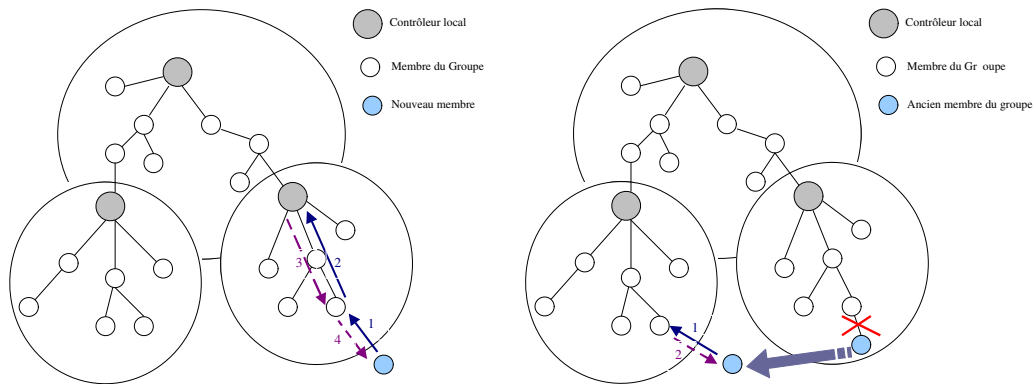 Contrôleur local
Membre du Groupe
Nouveau membre
3
2
1
4
Contrôleur local
Membre du Gr oupe
Ancien membre du groupe
1
2